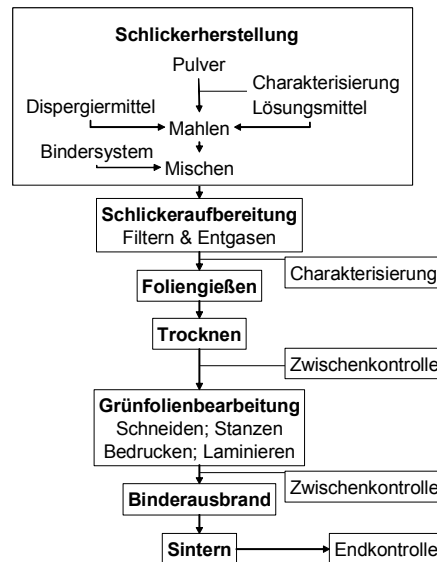 Schlickerherstellung
Pulver
Charakterisierung
Dispergiermittel
Lösungsmittel
Mahlen
Bindersystem
Mischen
Schlickeraufbereitung
Filtern & Entgasen
Charakterisierung
Foliengießen
Trocknen
Zwischenkontrolle
Grünfolienbearbeitung
Schneiden; Stanzen
Bedrucken; Laminieren
Zwischenkontrolle
Binderausbrand
Sintern
Endkontrolle